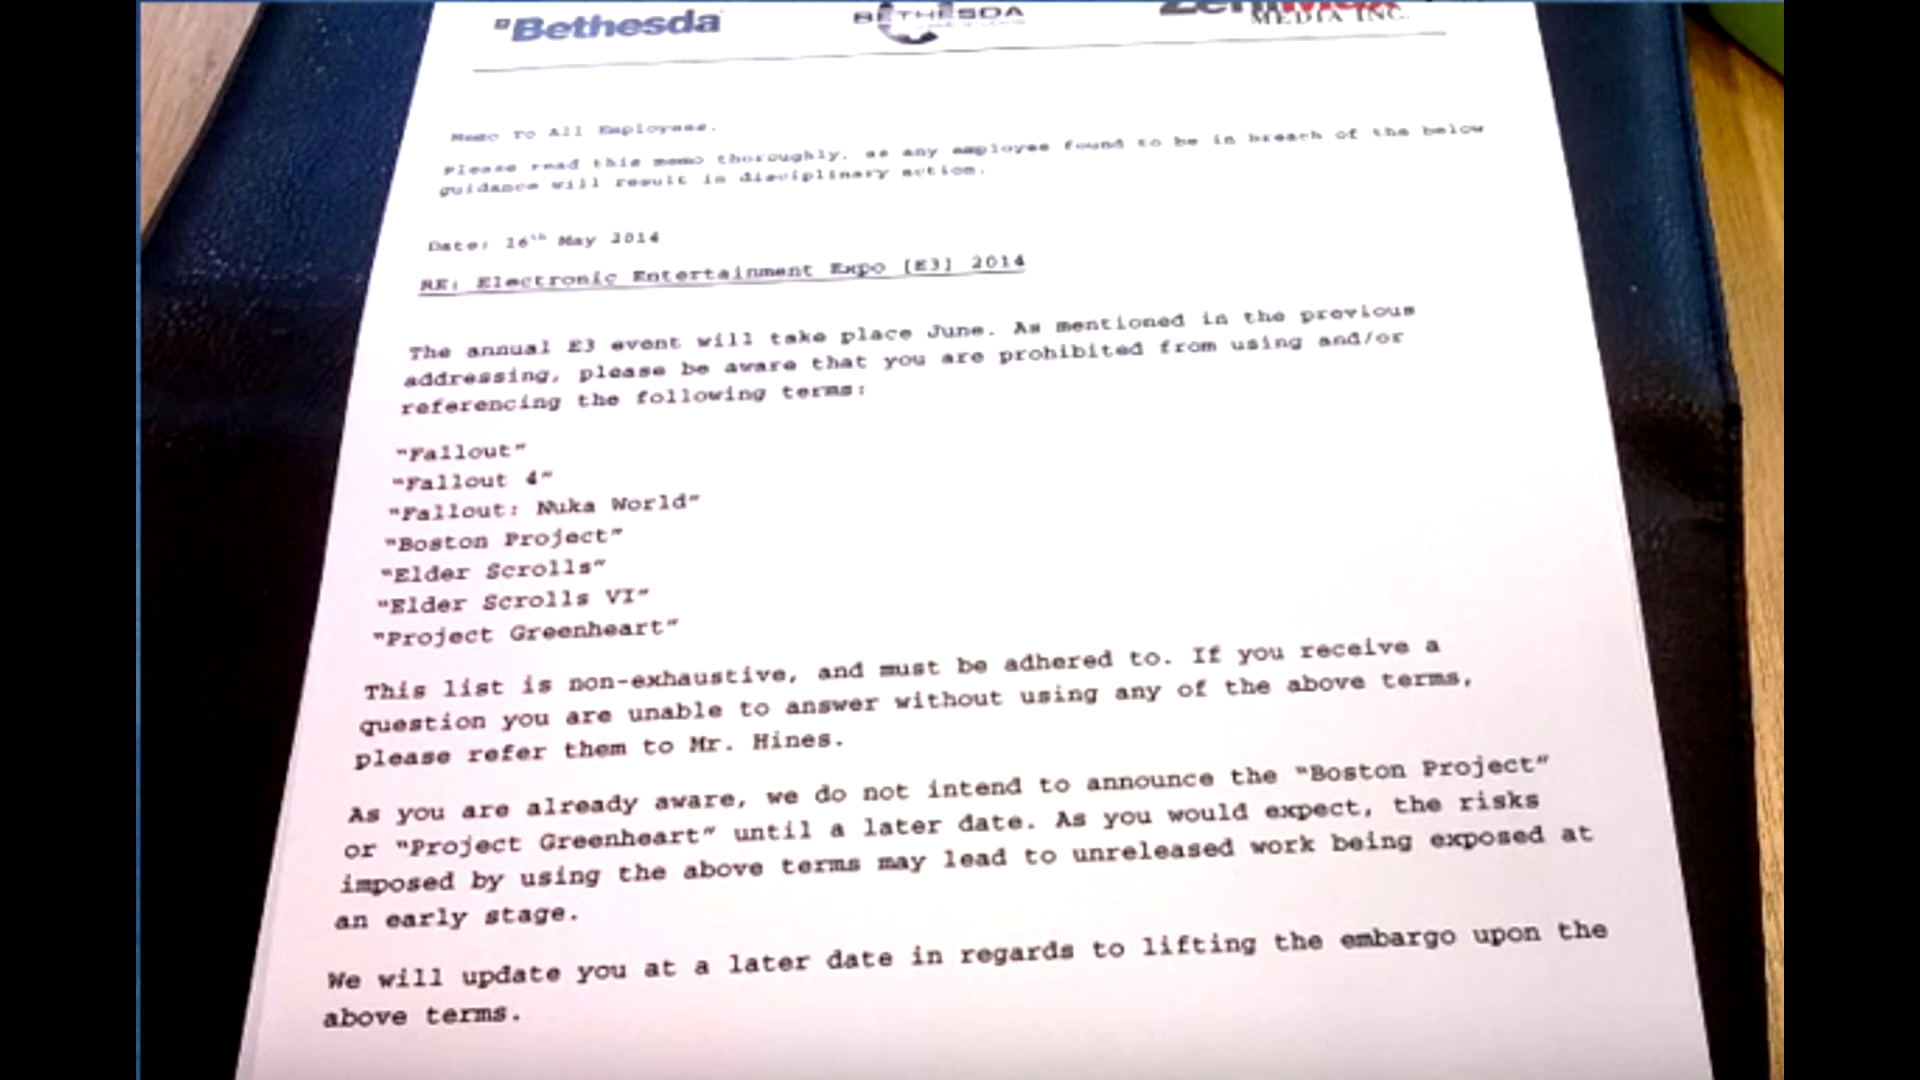 Bethesda
BETHESDA
ZeniMax
MEDIA INC.
Memo To All Employees.
Please read this memo thoroughly, as any employee found to be in breach of the below
guidance will result in disciplinary action.
Date: 16th May 2014
RE: Electronic Entertainment Expo [E3] 2014
The annual E3 event will take place June. As mentioned in the previous
addressing, please be aware that you are prohibited from using and/or
referencing the following terms:
"Fallout"
"Fallout 4"
"Fallout: Nuka World"
"Boston Project"
"Elder Scrolls"
"Elder Scrolls VI"
"Project Greenheart"
This list is non-exhaustive, and must be adhered to. If you receive a
question you are unable to answer without using any of the above terms,
please refer them to Mr. Hines.
As you are already aware, we do not intend to announce the "Boston Project"
or "Project Greenheart" until a later date. As you would expect, the risks
imposed by using the above terms may lead to unreleased work being exposed at
an early stage.
We will update you at a later date in regards to lifting the embargo upon the
above terms.